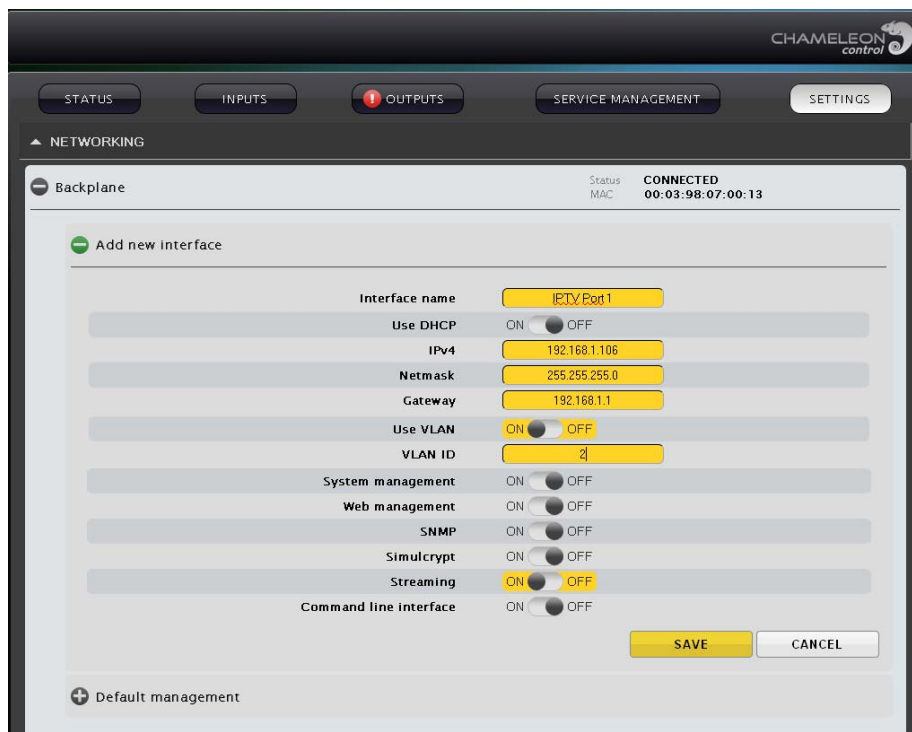 CHAMELEON
control
STATUS INPUTS OUTPUTS SERVICE MANAGEMENT SETTINGS
NETWORKING
Backplane Status CONNECTED
MAC 00:03:98:07:00:13
Add new interface
Interface name IPTV Port 1
Use DHCP ON OFF
IPv4 192.168.1.106
Netmask 255.255.255.0
Gateway 192.168.1.1
Use VLAN ON OFF
VLAN ID 2
System management ON OFF
Web management ON OFF
SNMP ON OFF
Simulcrypt ON OFF
Streaming ON OFF
Command line interface ON OFF
SAVE CANCEL
Default management